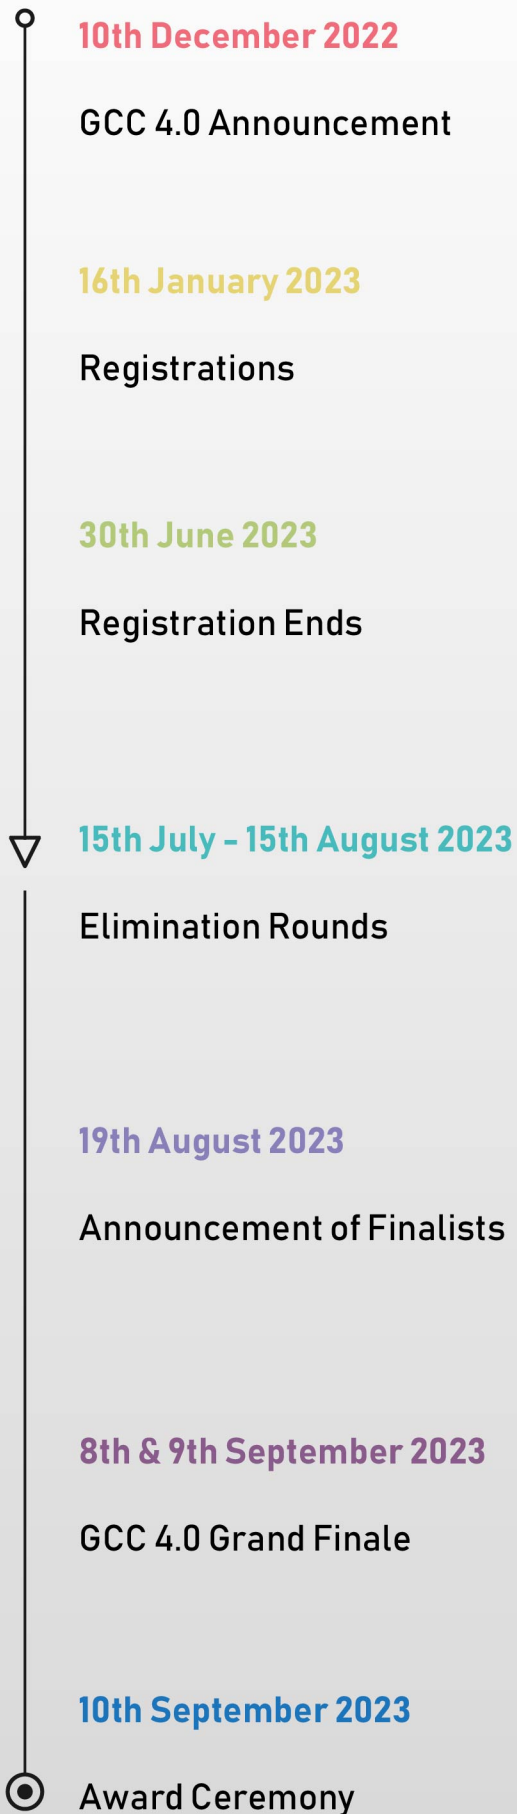 10th December 2022
GCC 4.0 Announcement
16th January 2023
Registrations
30th June 2023
Registration Ends
15th July - 15th August 2023
Elimination Rounds
19th August 2023
Announcement of Finalists
8th & 9th September 2023
GCC 4.0 Grand Finale
10th September 2023
Award Ceremony